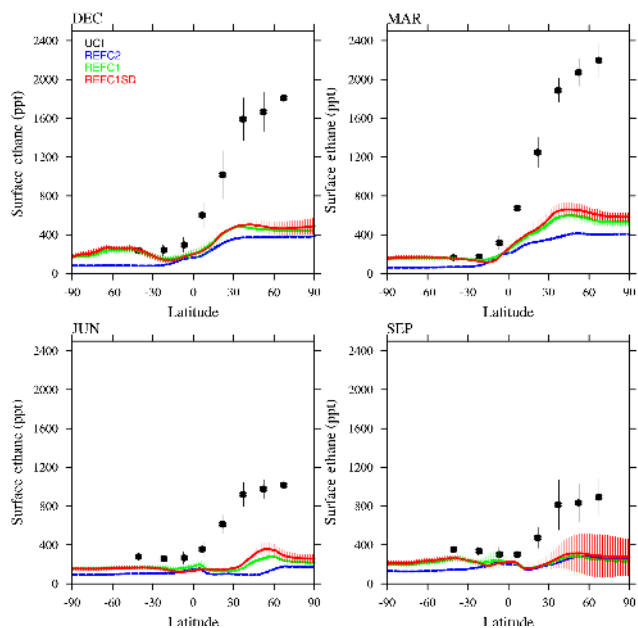 DEC
Surface ethane (ppt)
2400
2000
1600
1200
800
400
0
UCI
REFC2
REFC1
REFC1SD
-90 -60 -30 0 30 60 90
Latitude
MAR
Surface ethane (ppt)
2400
2000
1600
1200
800
400
0
-90 -60 -30 0 30 60 90
Latitude
JUN
Surface ethane (ppt)
2400
2000
1600
1200
800
400
0
-90 -60 -30 0 30 60 90
Latitude
SEP
Surface ethane (ppt)
2400
2000
1600
1200
800
400
0
-90 -60 -30 0 30 60 90
Latitude